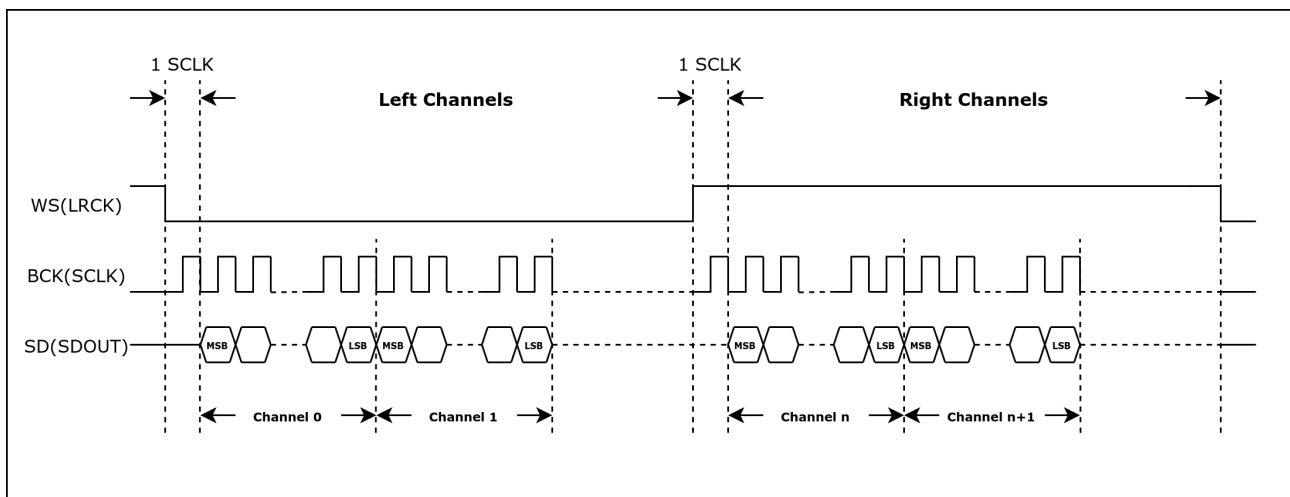 1 SCLK 1 SCLK
Left Channels Right Channels
WS(LRCK)
BCK(SCLK)
SD(SDOUT) MSB LSB MSB LSB MSB LSB MSB LSB
Channel 0 Channel 1 Channel n Channel n+1